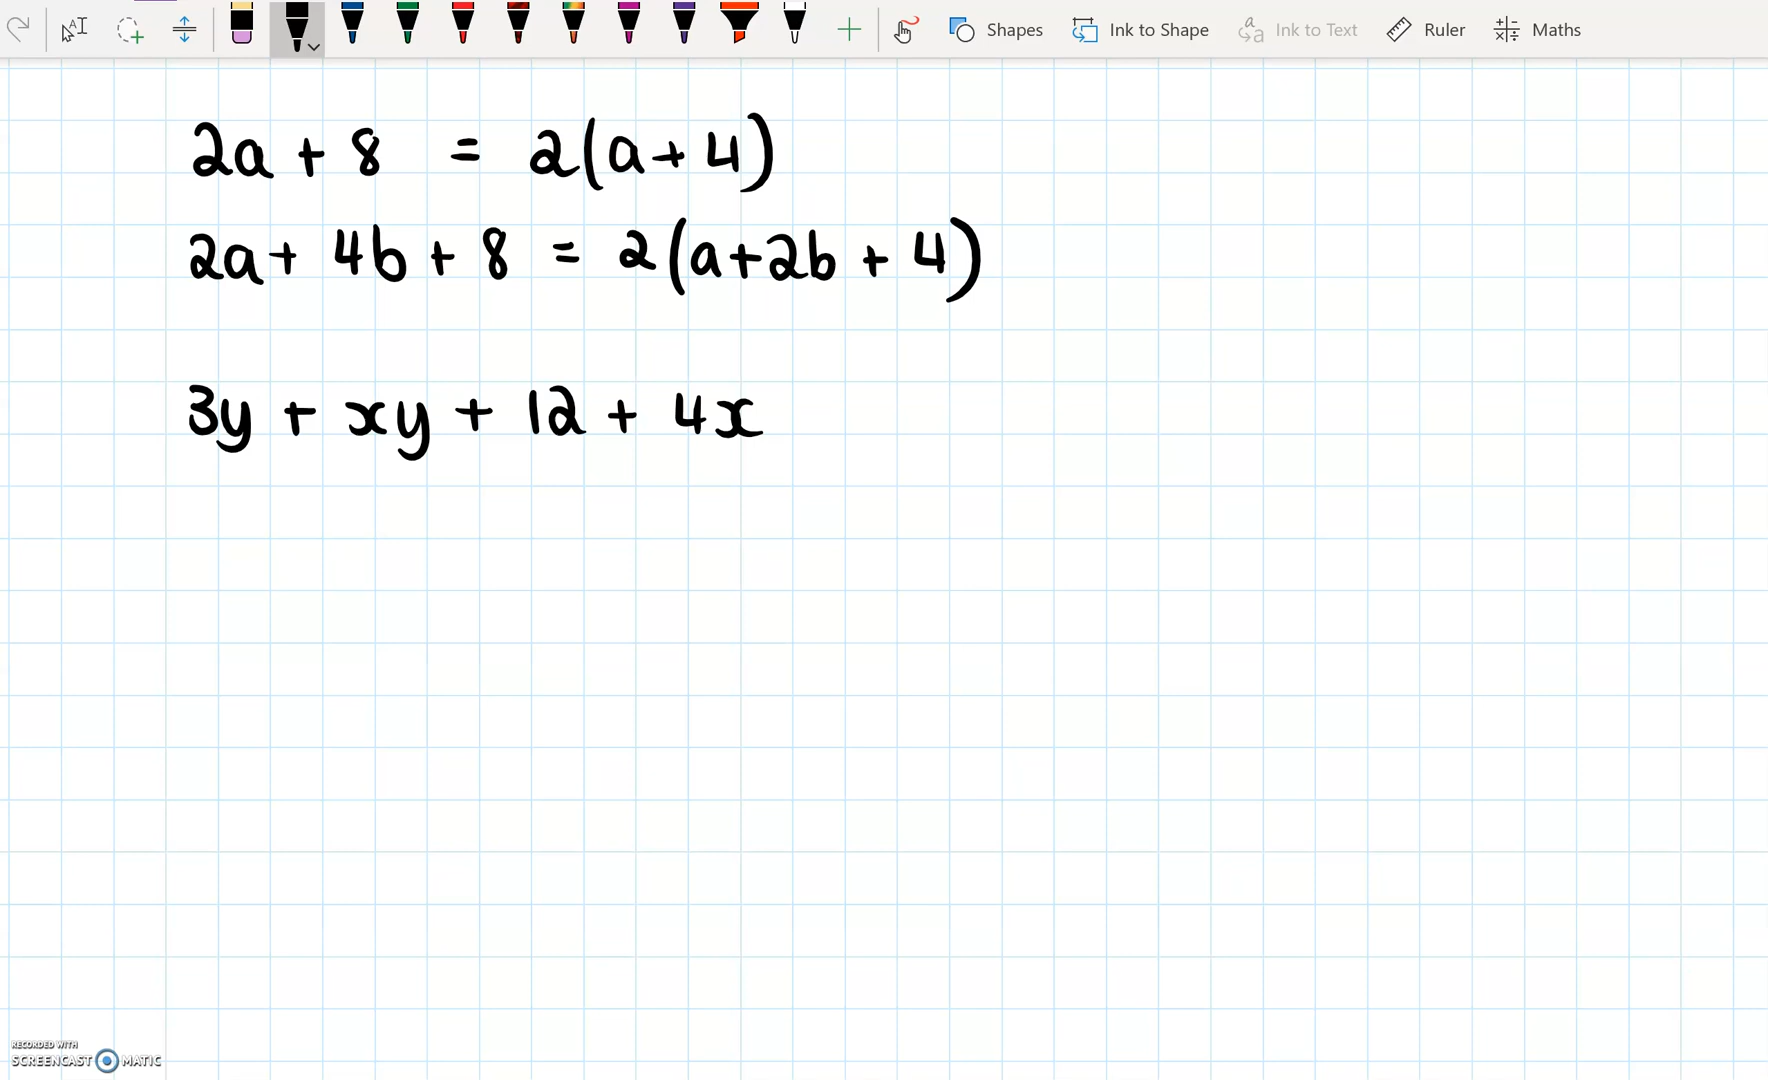 Shapes Ink to Shape Ink to Text Ruler Maths
2a + 8 = 2(a + 4)
2a + 4b + 8 = 2(a + 2b + 4)
3y + xy + 12 + 4x
RECORDED WITH
SCREENCAST MATIC